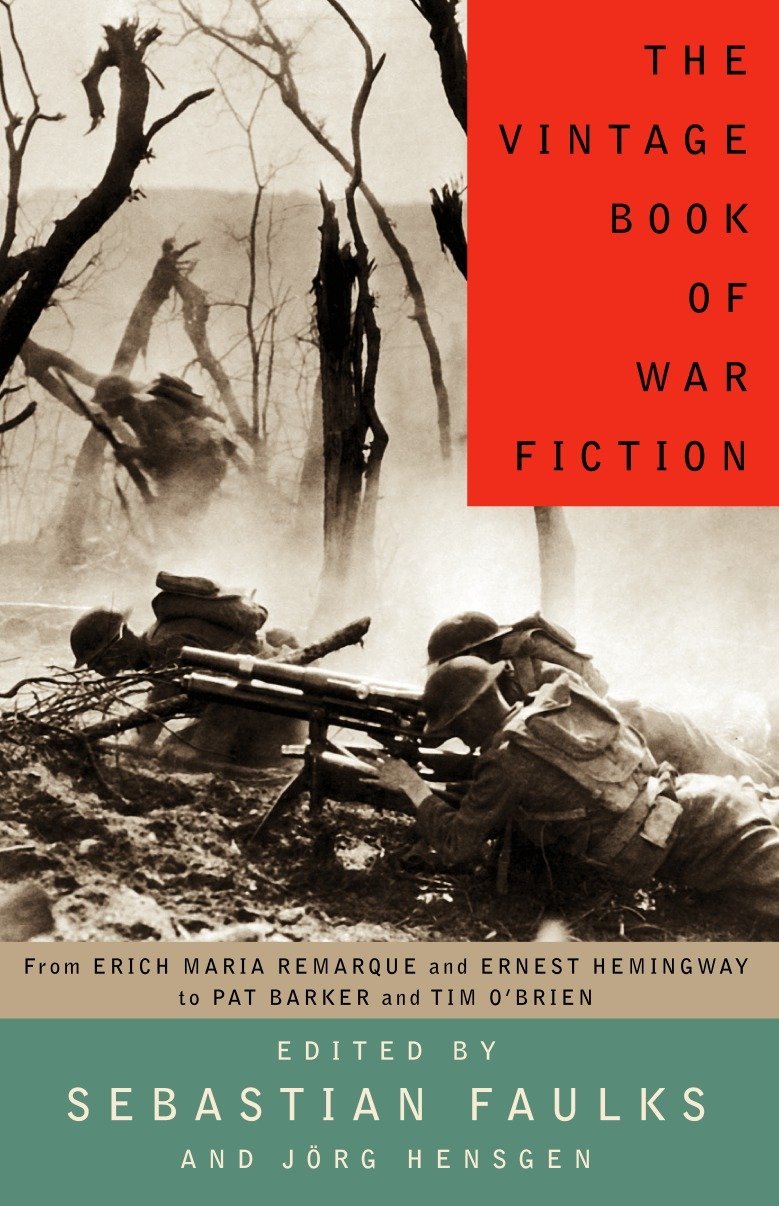 THE
VINTAGE
BOOK
OF
WAR
FICTION
From ERICH MARIA REMARQUE and ERNEST HEMINGWAY
to PAT BARKER and TIM O'BRIEN
EDITED BY
SEBASTIAN FAULKS
AND JÖRG HENSGEN